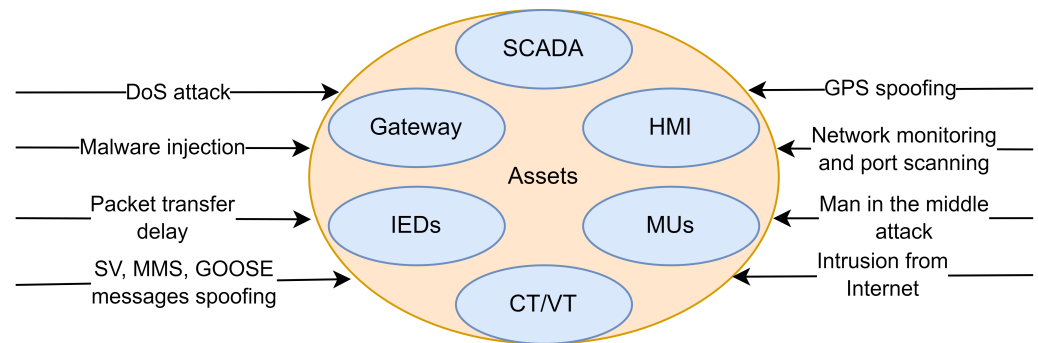 SCADA
DoS attack
GPS spoofing
Gateway
HMI
Malware injection
Network monitoring
and port scanning
Assets
Packet transfer
delay
IEDs
MUs
Man in the middle
attack
SV, MMS, GOOSE
messages spoofing
Intrusion from
Internet
CT/VT